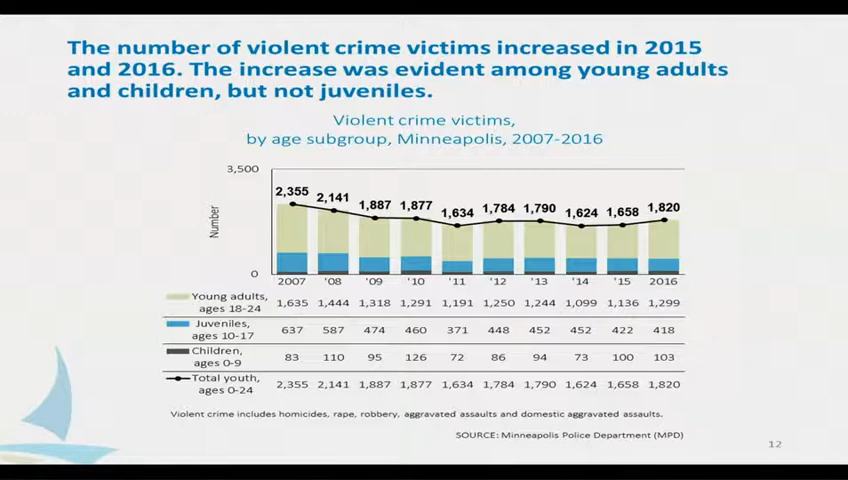 The number of violent crime victims increased in 2015
and 2016. The increase was evident among young adults
and children, but not juveniles.
Violent crime victims,
by age subgroup, Minneapolis, 2007-2016
3,500
2,355 2,141 1,887 1,877 1,634 1,784 1,790 1,624 1,658 1,820
Number
0
2007 '08 '09 '10 '11 '12 '13 '14 '15 2016
Young adults,
ages 18-24 1,635 1,444 1,318 1,291 1,191 1,250 1,244 1,099 1,136 1,299
Juveniles,
ages 10-17 637 587 474 460 371 448 452 452 422 418
Children,
ages 0-9 83 110 95 126 72 86 94 73 100 103
Total youth,
ages 0-24 2,355 2,141 1,887 1,877 1,634 1,784 1,790 1,624 1,658 1,820
Violent crime includes homicides, rape, robbery, aggravated assaults and domestic aggravated assaults.
SOURCE: Minneapolis Police Department (MPD)
12